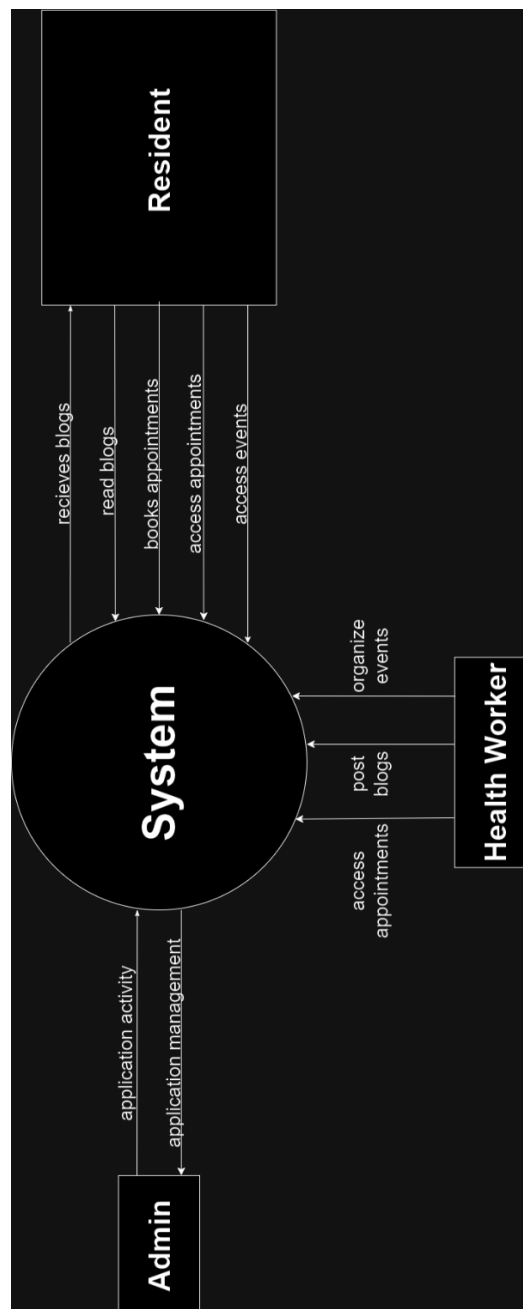 Admin
application activity
application management
System
recieves blogs
read blogs
books appointments
access appointments
access events
Resident
access
appointments
post
blogs
organize
events
Health Worker